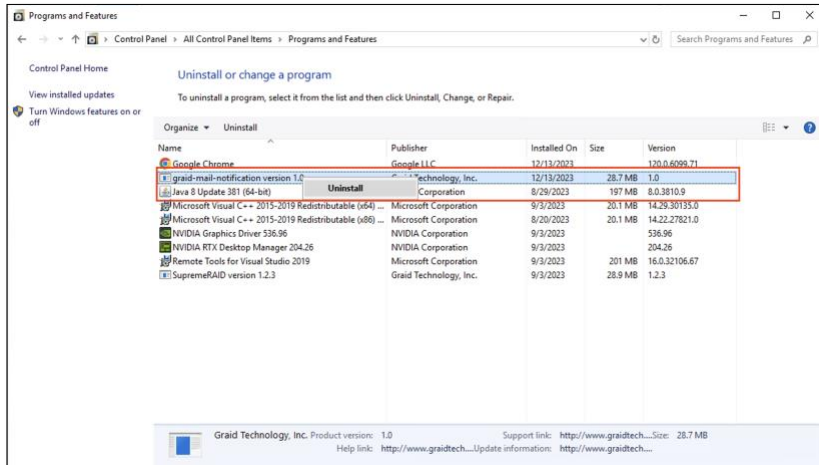 Programs and Features
Control Panel > All Control Panel Items > Programs and Features
Search Programs and Features
Control Panel Home
View installed updates
Turn Windows features on or
off
Uninstall or change a program
To uninstall a program, select it from the list and then click Uninstall, Change, or Repair.
Organize Uninstall
Name Publisher Installed On Size Version
Google Chrome Google LLC 12/13/2023 120.0.6099.71
graid-mail-notification version 1.0 Technology, Inc. 12/13/2023 28.7 MB 1.0
Uninstall
Java 8 Update 381 (64-bit) Corporation 8/29/2023 197 MB 8.0.3810.9
Microsoft Visual C++ 2015-2019 Redistributable (x64) ... Microsoft Corporation 9/3/2023 20.1 MB 14.29.30135.0
Microsoft Visual C++ 2015-2019 Redistributable (x86) ... Microsoft Corporation 8/20/2023 20.1 MB 14.22.27821.0
NVIDIA Graphics Driver 536.96 NVIDIA Corporation 9/3/2023 536.96
NVIDIA RTX Desktop Manager 204.26 NVIDIA Corporation 9/3/2023 204.26
Remote Tools for Visual Studio 2019 Microsoft Corporation 9/3/2023 201 MB 16.0.32106.67
SupremeRAID version 1.2.3 Graid Technology, Inc. 9/3/2023 28.9 MB 1.2.3
Graid Technology, Inc. Product version: 1.0 Support link: http://www.graidtech.... Size: 28.7 MB
Help link: http://www.graidtech.... Update information: http://www.graidtech....